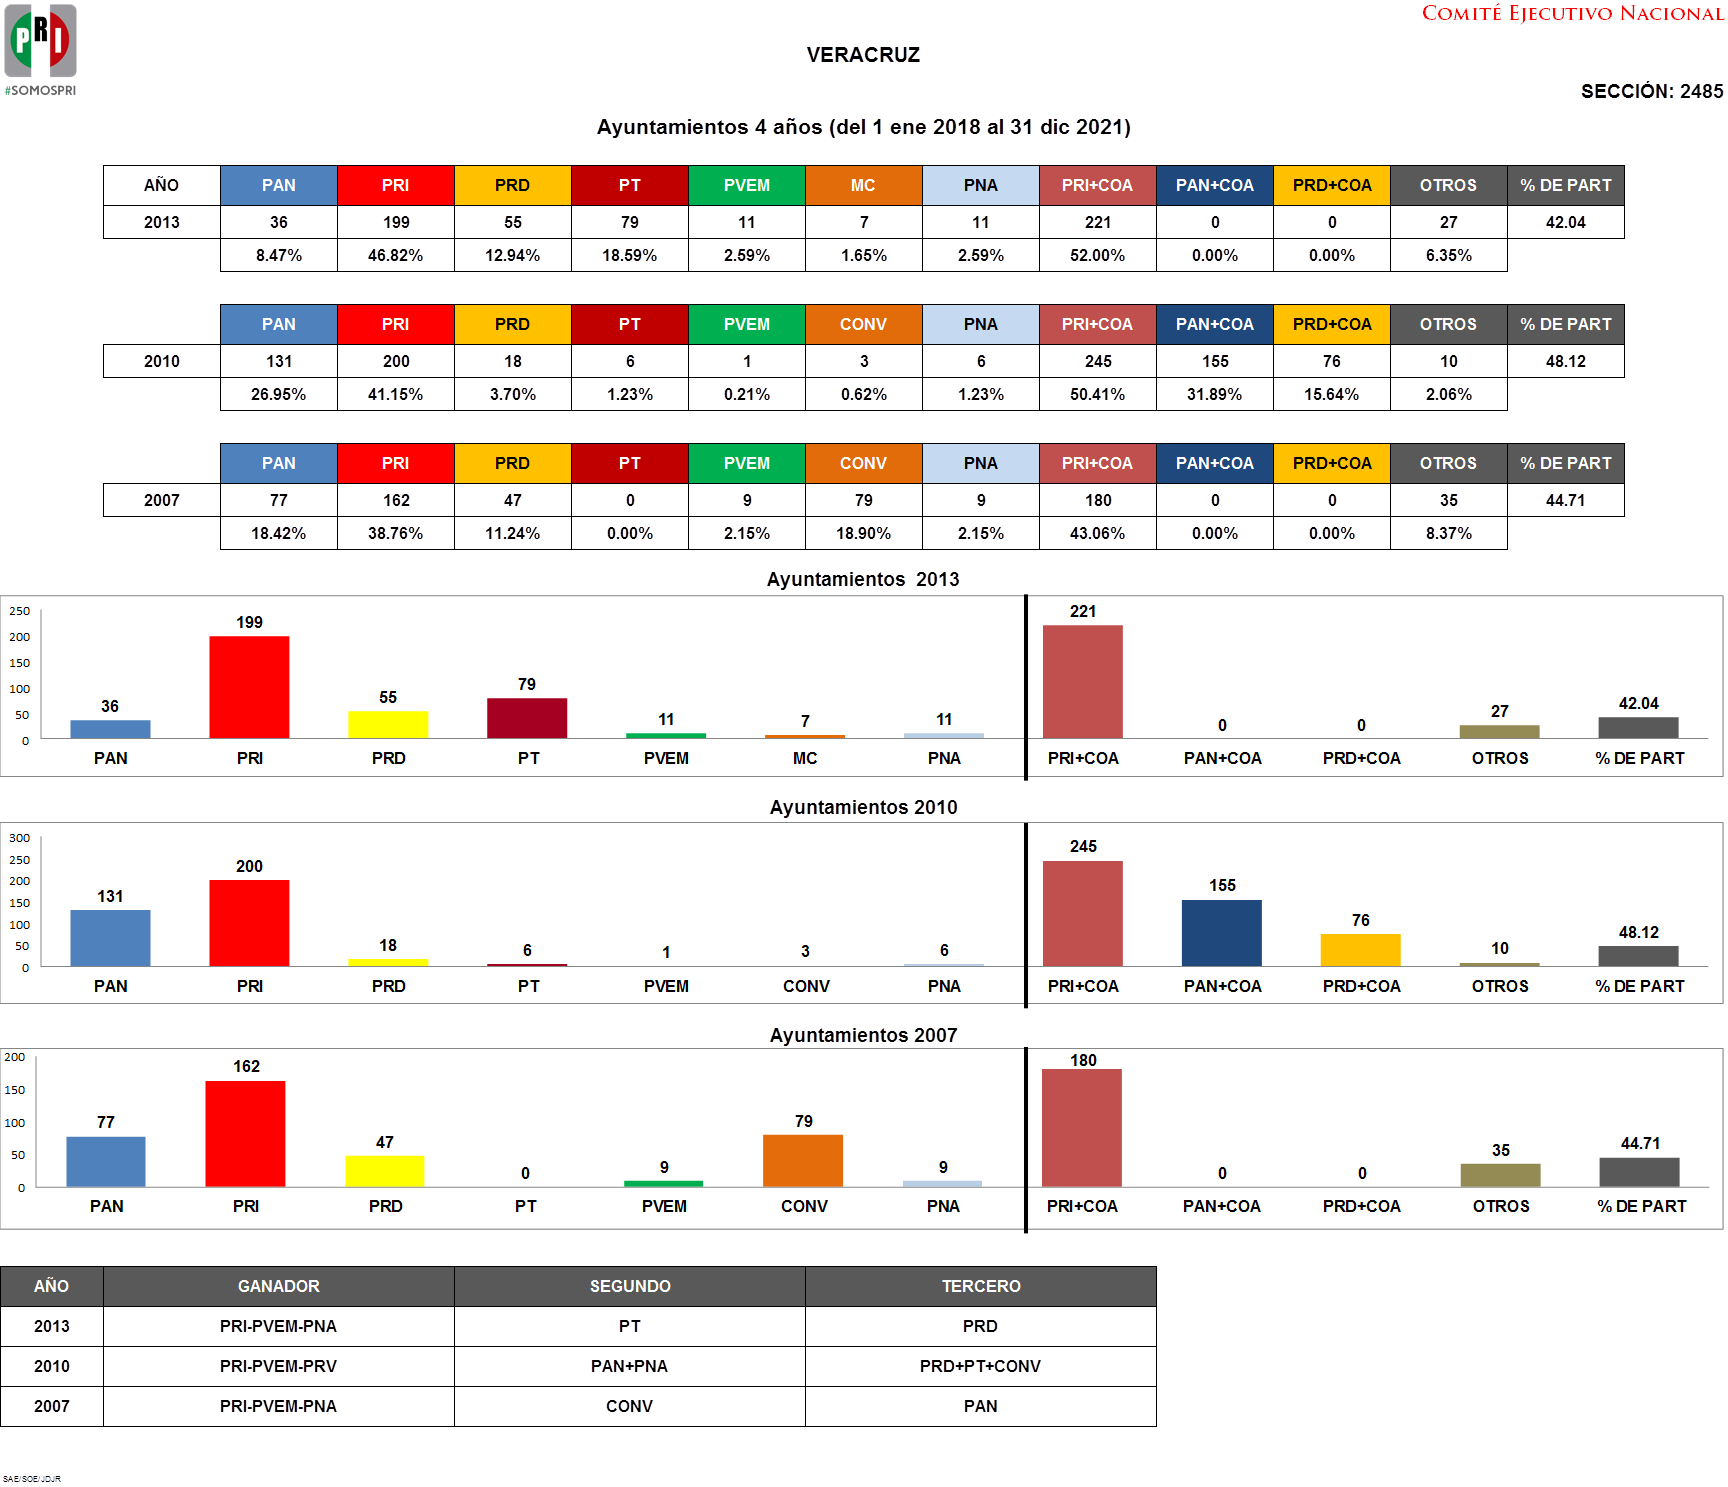 COMITÉ EJECUTIVO NACIONAL
PRI
#SOMOSPRI
VERACRUZ
SECCIÓN: 2485
Ayuntamientos 4 años (del 1 ene 2018 al 31 dic 2021)
AÑO PAN PRI PRD PT PVEM MC PNA PRI+COA PAN+COA PRD+COA OTROS % DE PART
2013 36 199 55 79 11 7 11 221 0 0 27 42.04
8.47% 46.82% 12.94% 18.59% 2.59% 1.65% 2.59% 52.00% 0.00% 0.00% 6.35%
PAN PRI PRD PT PVEM CONV PNA PRI+COA PAN+COA PRD+COA OTROS % DE PART
2010 131 200 18 6 1 3 6 245 155 76 10 48.12
26.95% 41.15% 3.70% 1.23% 0.21% 0.62% 1.23% 50.41% 31.89% 15.64% 2.06%
PAN PRI PRD PT PVEM CONV PNA PRI+COA PAN+COA PRD+COA OTROS % DE PART
2007 77 162 47 0 9 79 9 180 0 0 35 44.71
18.42% 38.76% 11.24% 0.00% 2.15% 18.90% 2.15% 43.06% 0.00% 0.00% 8.37%
Ayuntamientos 2013
250
200
150
100
50
0
36 199 55 79 11 7 11 221 0 0 27 42.04
PAN PRI PRD PT PVEM MC PNA PRI+COA PAN+COA PRD+COA OTROS % DE PART
Ayuntamientos 2010
300
250
200
150
100
50
0
131 200 18 6 1 3 6 245 155 76 10 48.12
PAN PRI PRD PT PVEM CONV PNA PRI+COA PAN+COA PRD+COA OTROS % DE PART
Ayuntamientos 2007
200
150
100
50
0
77 162 47 0 9 79 9 180 0 0 35 44.71
PAN PRI PRD PT PVEM CONV PNA PRI+COA PAN+COA PRD+COA OTROS % DE PART
AÑO GANADOR SEGUNDO TERCERO
2013 PRI-PVEM-PNA PT PRD
2010 PRI-PVEM-PRV PAN+PNA PRD+PT+CONV
2007 PRI-PVEM-PNA CONV PAN
SAE/SOE/JDJR